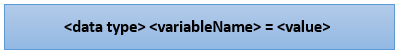 <data type> <variableName> = <value>